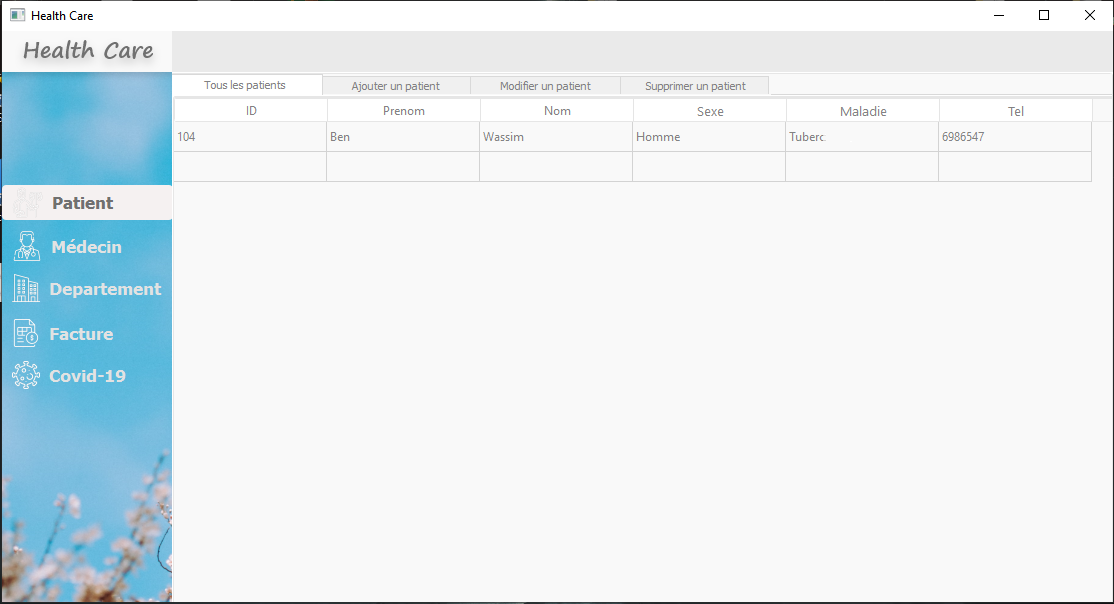 Health Care
Health Care
Tous les patients Ajouter un patient Modifier un patient Supprimer un patient
ID Prenom Nom Sexe Maladie Tel
104 Ben Wassim Homme Tuberc 6986547
Patient
Médecin
Departement
Facture
Covid-19